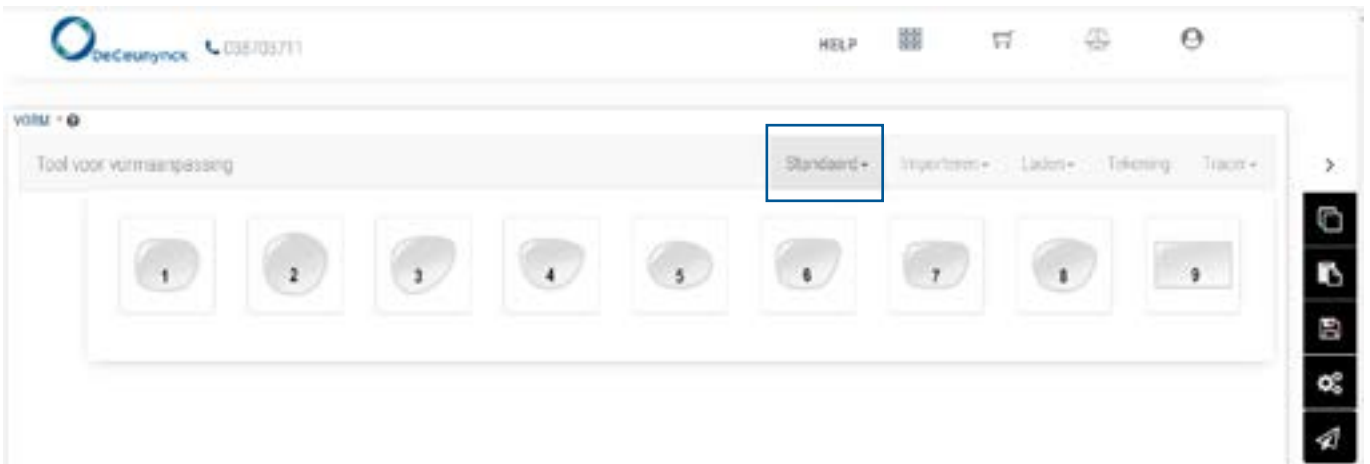 DeCeunynck 038703711 HELP
VORM
Tool voor vormaanpassing Standaard Importeren Laden Tekening Tracer
1 2 3 4 5 6 7 8 9